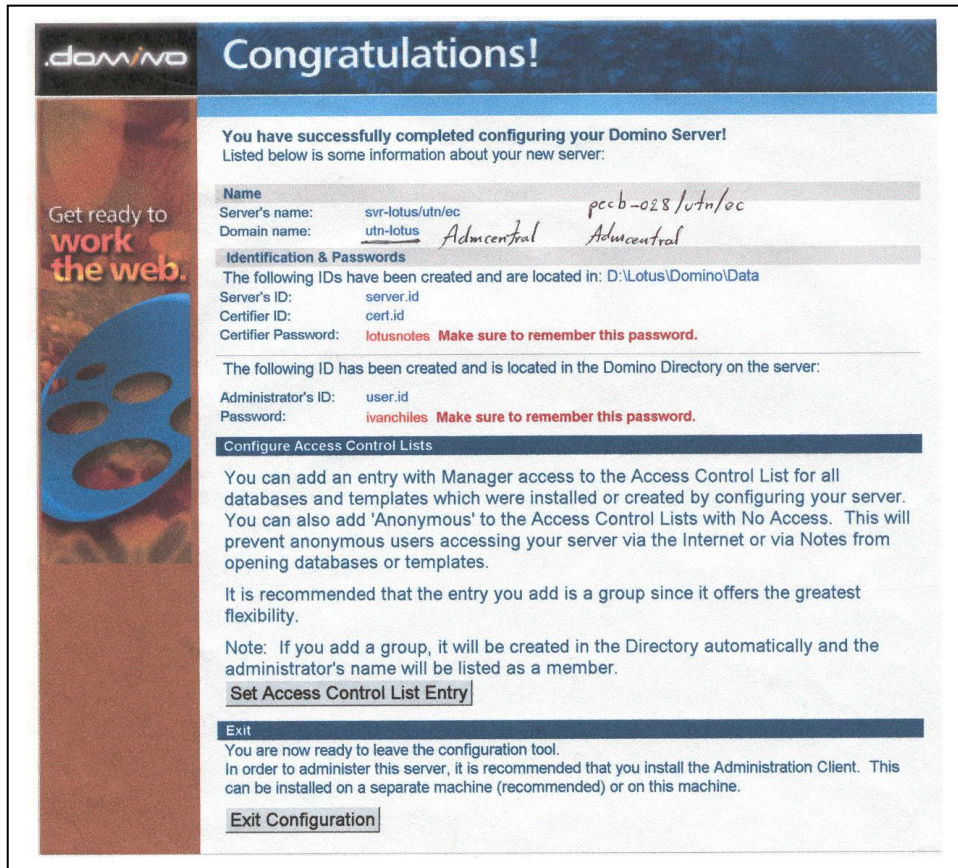 .domino
Congratulations!
Get ready to
work
the web.
You have successfully completed configuring your Domino Server!
Listed below is some information about your new server:
Name
Server's name: svr-lotus/utn/ec pccb-028/utn/ec
Domain name: utn-lotus Admcentral Admcentral
Identification & Passwords
The following IDs have been created and are located in: D:\Lotus\Domino\Data
Server's ID: server.id
Certifier ID: cert.id
Certifier Password: lotusnotes Make sure to remember this password.
The following ID has been created and is located in the Domino Directory on the server:
Administrator's ID: user.id
Password: ivanchiles Make sure to remember this password.
Configure Access Control Lists
You can add an entry with Manager access to the Access Control List for all
databases and templates which were installed or created by configuring your server.
You can also add 'Anonymous' to the Access Control Lists with No Access. This will
prevent anonymous users accessing your server via the Internet or via Notes from
opening databases or templates.
It is recommended that the entry you add is a group since it offers the greatest
flexibility.
Note: If you add a group, it will be created in the Directory automatically and the
administrator's name will be listed as a member.
Set Access Control List Entry
Exit
You are now ready to leave the configuration tool.
In order to administer this server, it is recommended that you install the Administration Client. This
can be installed on a separate machine (recommended) or on this machine.
Exit Configuration